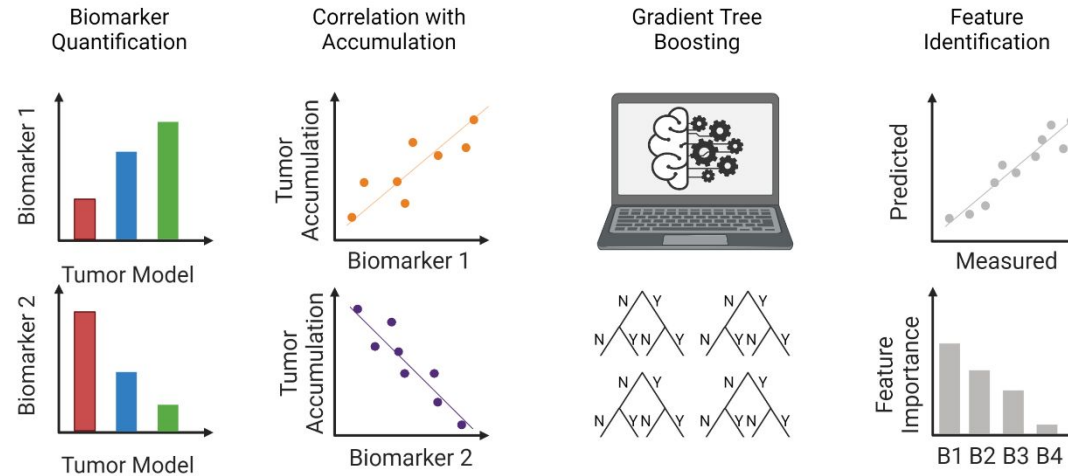 Biomarker
Quantification
Correlation with
Accumulation
Gradient Tree
Boosting
Feature
Identification
Biomarker 1
Tumor Model
Tumor
Accumulation
Biomarker 1
Predicted
Measured
Biomarker 2
Tumor Model
Tumor
Accumulation
Biomarker 2
N Y N Y
N Y N Y N Y N Y
N Y N Y
N Y N Y N Y N Y
Feature
Importance
B1 B2 B3 B4